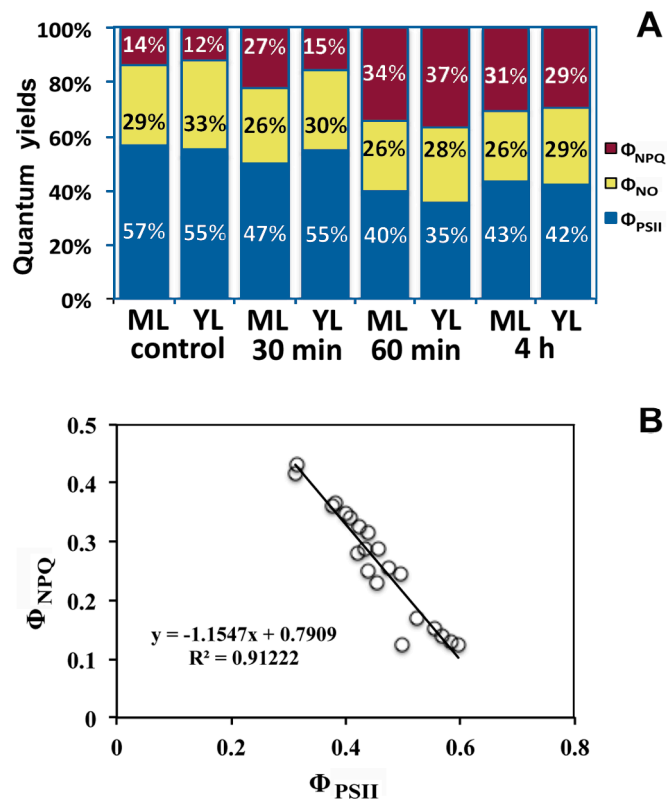 A
100%
80%
60%
40%
20%
0%
Quantum yields
14% 12% 27% 15% 34% 37% 31% 29%
29% 33% 26% 30% 26% 28% 26% 29%
57% 55% 47% 55% 40% 35% 43% 42%
ΦNPQ
ΦNO
ΦPSII
ML YL ML YL ML YL ML YL
control 30 min 60 min 4 h
B
0.5
0.4
0.3
0.2
0.1
0
ΦNPQ
y = -1.1547x + 0.7909
R² = 0.91222
0 0.2 0.4 0.6 0.8
ΦPSII